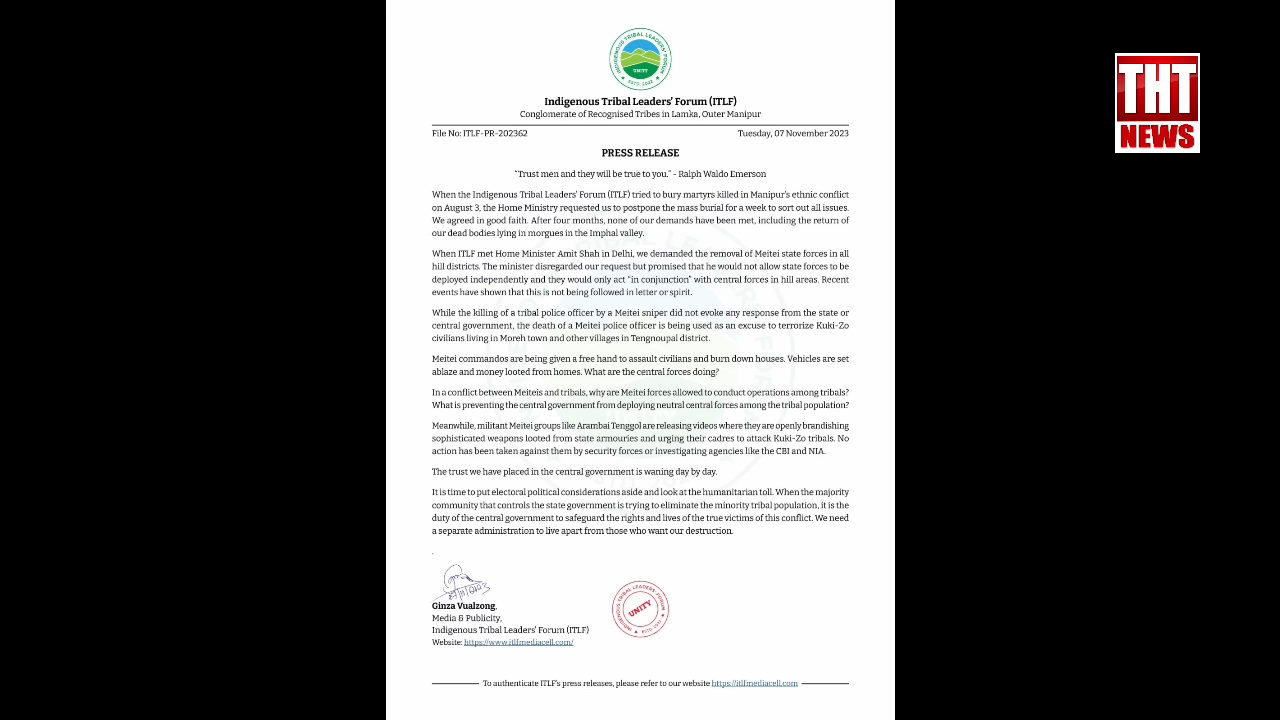 INDIGENOUS TRIBAL LEADERS' FORUM
UNITY
ESTD. 2022
Indigenous Tribal Leaders' Forum (ITLF)
Conglomerate of Recognised Tribes in Lamka, Outer Manipur
File No: ITLF-PR-202362
Tuesday, 07 November 2023
PRESS RELEASE
"Trust men and they will be true to you." - Ralph Waldo Emerson
When the Indigenous Tribal Leaders' Forum (ITLF) tried to bury martyrs killed in Manipur's ethnic conflict
on August 3, the Home Ministry requested us to postpone the mass burial for a week to sort out all issues.
We agreed in good faith. After four months, none of our demands have been met, including the return of
our dead bodies lying in morgues in the Imphal valley.
When ITLF met Home Minister Amit Shah in Delhi, we demanded the removal of Meitei state forces in all
hill districts. The minister disregarded our request but promised that he would not allow state forces to be
deployed independently and they would only act "in conjunction" with central forces in hill areas. Recent
events have shown that this is not being followed in letter or spirit.
While the killing of a tribal police officer by a Meitei sniper did not evoke any response from the state or
central government, the death of a Meitei police officer is being used as an excuse to terrorize Kuki-Zo
civilians living in Moreh town and other villages in Tengnoupal district.
Meitei commandos are being given a free hand to assault civilians and burn down houses. Vehicles are set
ablaze and money looted from homes. What are the central forces doing?
In a conflict between Meiteis and tribals, why are Meitei forces allowed to conduct operations among tribals?
What is preventing the central government from deploying neutral central forces among the tribal population?
Meanwhile, militant Meitei groups like Arambai Tenggol are releasing videos where they are openly brandishing
sophisticated weapons looted from state armouries and urging their cadres to attack Kuki-Zo tribals. No
action has been taken against them by security forces or investigating agencies like the CBI and NIA.
The trust we have placed in the central government is waning day by day.
It is time to put electoral political considerations aside and look at the humanitarian toll. When the majority
community that controls the state government is trying to eliminate the minority tribal population, it is the
duty of the central government to safeguard the rights and lives of the true victims of this conflict. We need
a separate administration to live apart from those who want our destruction.
.
Ginza Vualzong,
Media & Publicity,
Indigenous Tribal Leaders' Forum (ITLF)
Website: https://www.itlfmediacell.com/
INDIGENOUS TRIBAL LEADERS' FORUM
UNITY
ESTD. 2022
To authenticate ITLF's press releases, please refer to our website https://itlfmediacell.com
THT
NEWS